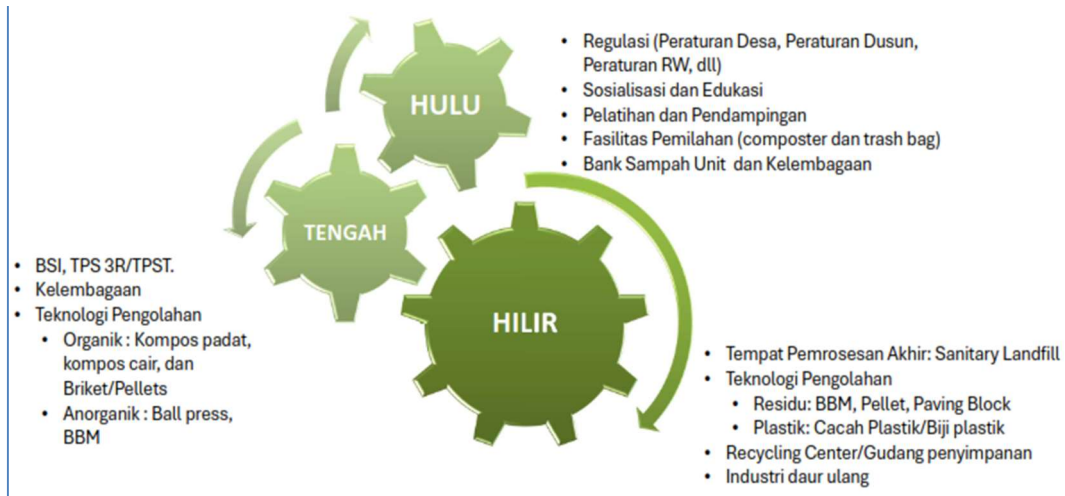 HULU
• Regulasi (Peraturan Desa, Peraturan Dusun,
Peraturan RW, dll)
• Sosialisasi dan Edukasi
• Pelatihan dan Pendampingan
• Fasilitas Pemilahan (composter dan trash bag)
• Bank Sampah Unit dan Kelembagaan
TENGAH
• BSI, TPS 3R/TPST.
• Kelembagaan
• Teknologi Pengolahan
• Organik : Kompos padat,
kompos cair, dan
Briket/Pellets
• Anorganik : Ball press,
BBM
HILIR
• Tempat Pemrosesan Akhir: Sanitary Landfill
• Teknologi Pengolahan
• Residu: BBM, Pellet, Paving Block
• Plastik: Cacah Plastik/Biji plastik
• Recycling Center/Gudang penyimpanan
• Industri daur ulang